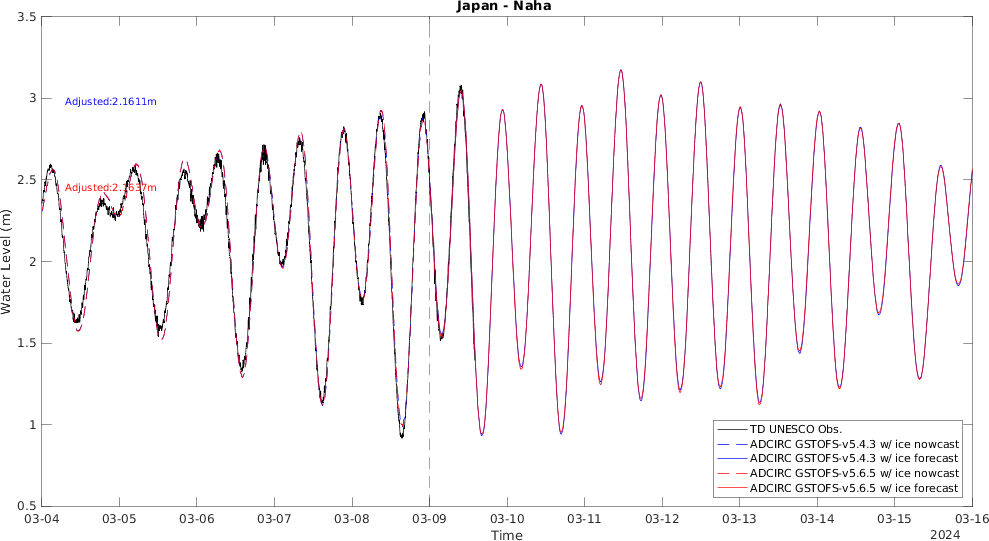 Japan - Naha
3.5
3
2.5
2
1.5
1
0.5
Water Level (m)
Adjusted:2.1611m
Adjusted:2.1637m
TD UNESCO Obs.
ADCIRC GSTOFS-v5.4.3 w/ ice nowcast
ADCIRC GSTOFS-v5.4.3 w/ ice forecast
ADCIRC GSTOFS-v5.6.5 w/ ice nowcast
ADCIRC GSTOFS-v5.6.5 w/ ice forecast
03-04 03-05 03-06 03-07 03-08 03-09 03-10 03-11 03-12 03-13 03-14 03-15 03-16
Time
2024